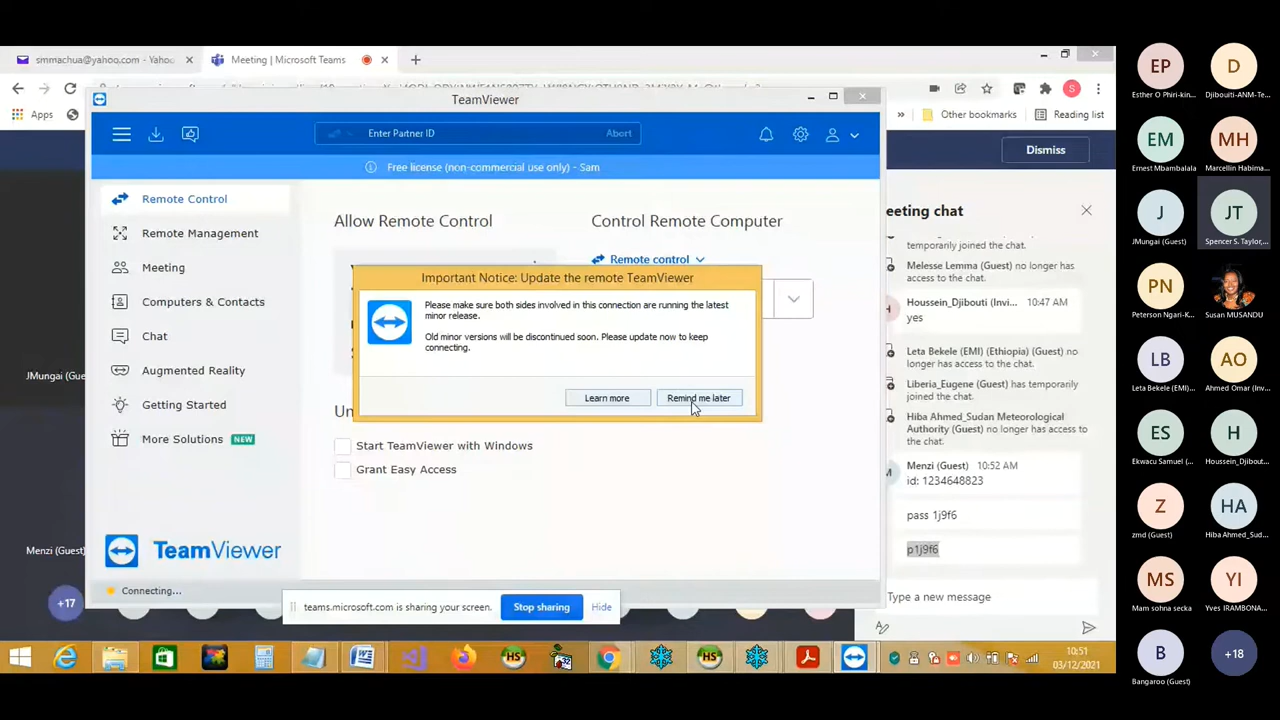 smmachua@yahoo.com - Yaho
Meeting | Microsoft Teams
Apps
Other bookmarks
Reading list
TeamViewer
Enter Partner ID
Abort
Free license (non-commercial use only) - Sam
Remote Control
Remote Management
Meeting
Computers & Contacts
Chat
Augmented Reality
Getting Started
More Solutions NEW
TeamViewer
Connecting...
Allow Remote Control
Control Remote Computer
Remote control
Important Notice: Update the remote TeamViewer
Please make sure both sides involved in this connection are running the latest
minor release.
Old minor versions will be discontinued soon. Please update now to keep
connecting.
Learn more
Remind me later
Un
Start TeamViewer with Windows
Grant Easy Access
teams.microsoft.com is sharing your screen.
Stop sharing
Hide
JMungai (Gue
Menzi (Guest)
+17
Dismiss
eeting chat
temporarily joined the chat.
Melesse Lemma (Guest) no longer has
access to the chat.
Houssein_Djibouti (Invi... 10:47 AM
yes
Leta Bekele (EMI) (Ethiopia) (Guest) no
longer has access to the chat.
Liberia_Eugene (Guest) has temporarily
joined the chat.
Hiba Ahmed_Sudan Meteorological
Authority (Guest) no longer has access to
the chat.
Menzi (Guest) 10:52 AM
id: 1234648823
pass 1j9f6
p1j9f6
Type a new message
10:51
03/12/2021
EP
Esther O Phiri-kin...
D
Djibouiti-ANM-Te...
EM
Ernest Mbambalala
MH
Marcellin Habima...
J
JMungai (Guest)
JT
Spencer S. Taylor,...
PN
Peterson Ngari-K...
Susan MUSANDU
LB
Leta Bekele (EMI)...
AO
Ahmed Omar (Inv...
ES
Ekwacu Samuel (...
H
Houssein_Djibout...
Z
zmd (Guest)
HA
Hiba Ahmed_Sud...
MS
Mam sohna secka
YI
Yves IRAMBONA...
B
Bangaroo (Guest)
+18